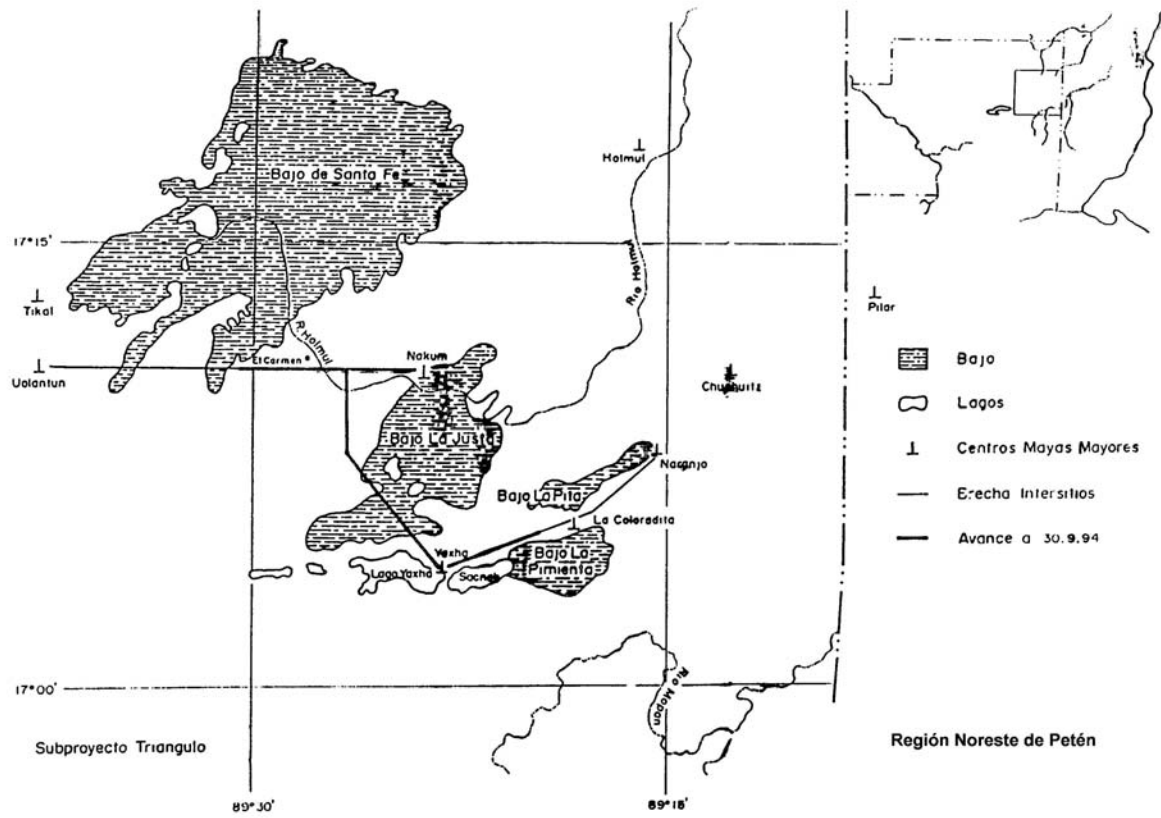 Holmul
Bajo de Santa Fe
17°15'
Rio Holmul
Tikal
Pilar
R. Holmul
El Carmen
Nakum
Uolantun
Chunhuitz
Bajo
Lagos
Bajo La Justa
Centros Mayas Mayores
Naranjo
Bajo La Pita
Erecha Intersitios
La Coloradita
Avance a 30.9.94
Yaxha
Bajo La
Pimienta
Lago Yaxha
Sacnab
17°00'
Rio Mopan
Subproyecto Triangulo
Región Noreste de Petén
89°30'
89°15'